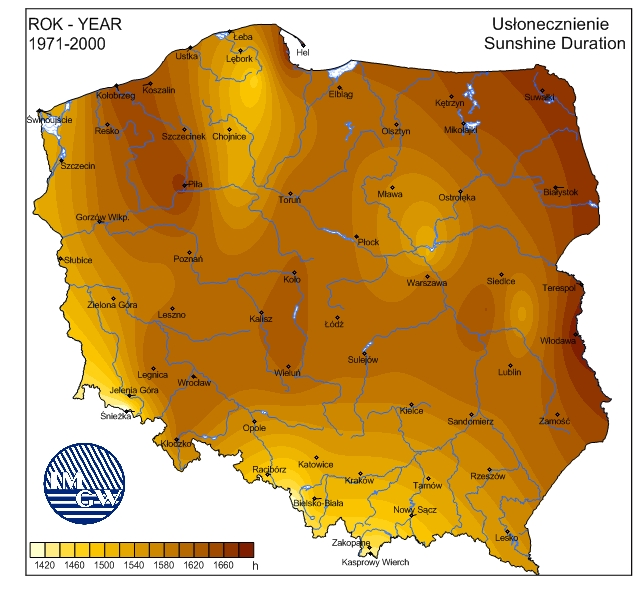 ROK - YEAR
1971-2000
Usłonecznienie
Sunshine Duration
Łeba
Hel
Ustka
Lębork
Koszalin
Kołobrzeg
Elbląg
Kętrzyn
Suwałki
Świnoujście
Resko
Szczecinek
Chojnice
Olsztyn
Mikołajki
Szczecin
Piła
Toruń
Mława
Ostrołęka
Białystok
Gorzów Wlkp.
Płock
Słubice
Poznań
Koło
Warszawa
Siedlce
Terespol
Zielona Góra
Leszno
Kalisz
Łódź
Włodawa
Sulejów
Legnica
Wrocław
Wieluń
Lublin
Jelenia Góra
Śnieżka
Kielce
Sandomierz
Zamość
Opole
Kłodzko
Racibórz
Katowice
Kraków
Tarnów
Rzeszów
Bielsko-Biała
Nowy Sącz
Zakopane
Lesko
Kasprowy Wierch
IM
GW
1420 1460 1500 1540 1580 1620 1660 h